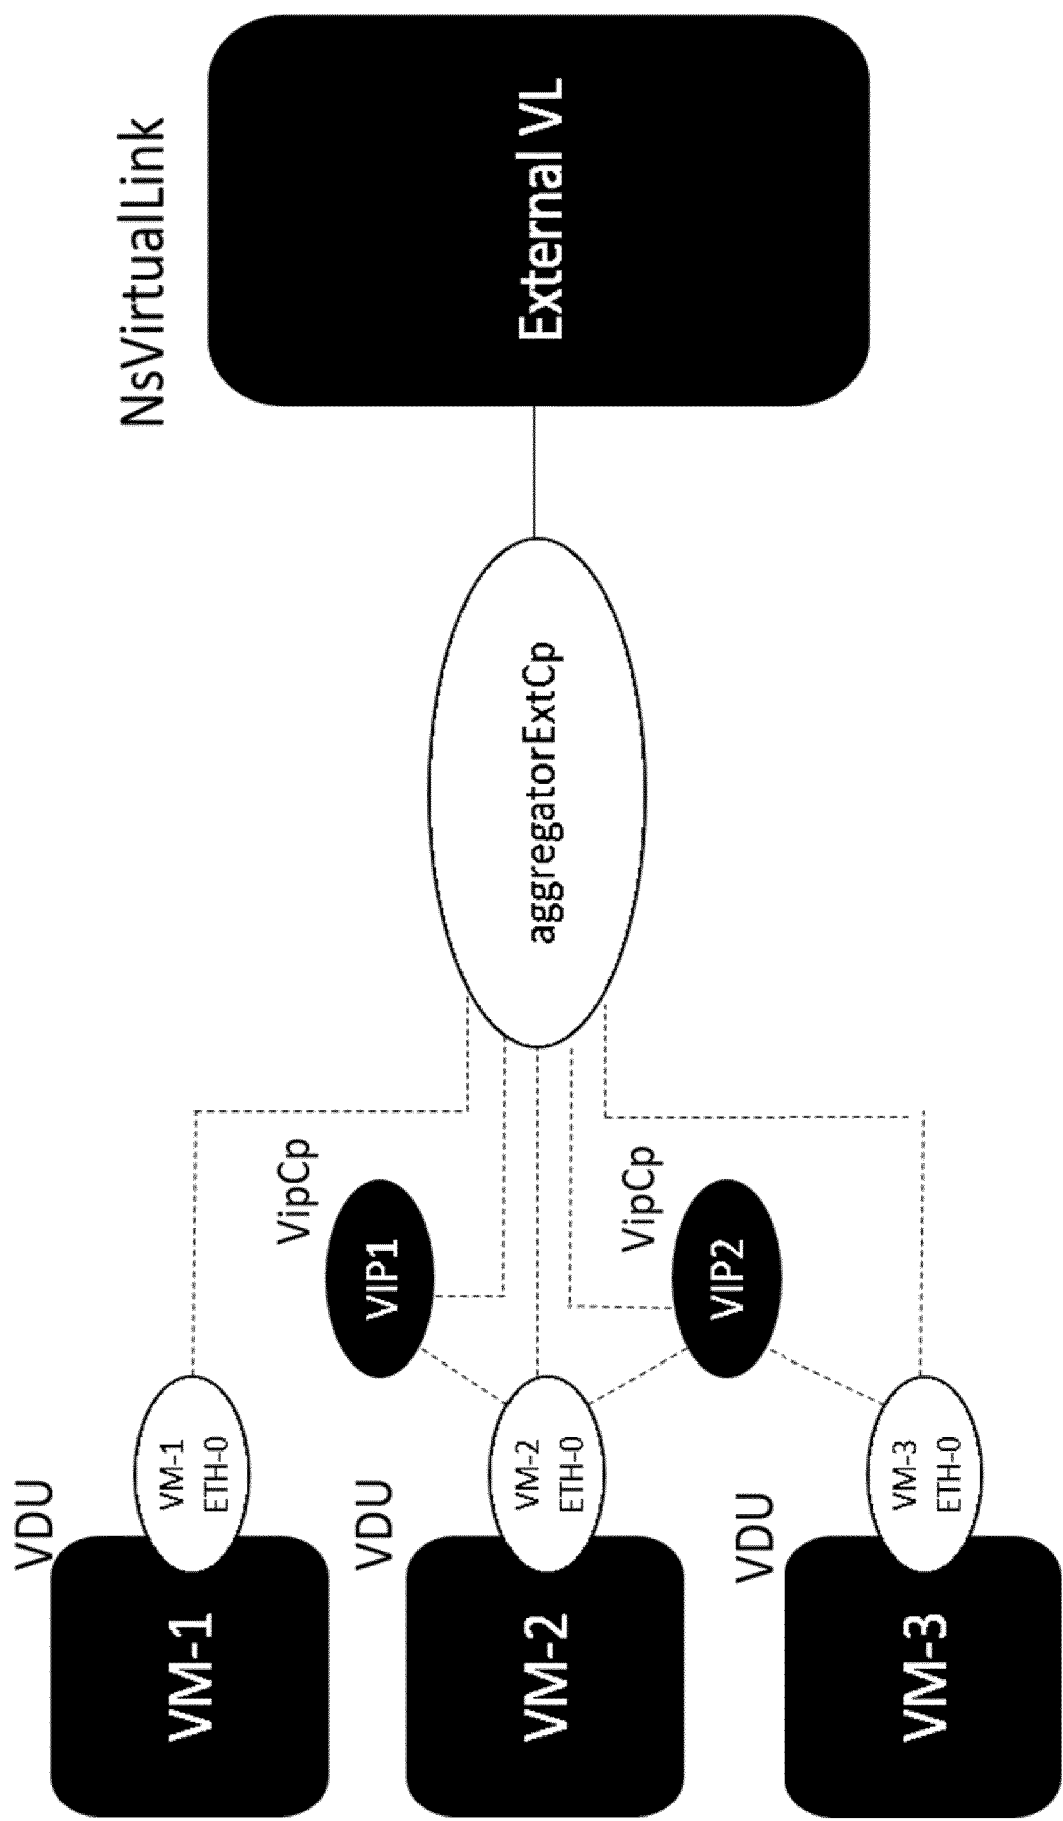 NsVirtualLink
External VL
aggregatorExtCp
VipCp
VIP1
VipCp
VIP2
VDU
VM-1
ETH-0
VM-1
VDU
VM-2
ETH-0
VM-2
VDU
VM-3
ETH-0
VM-3